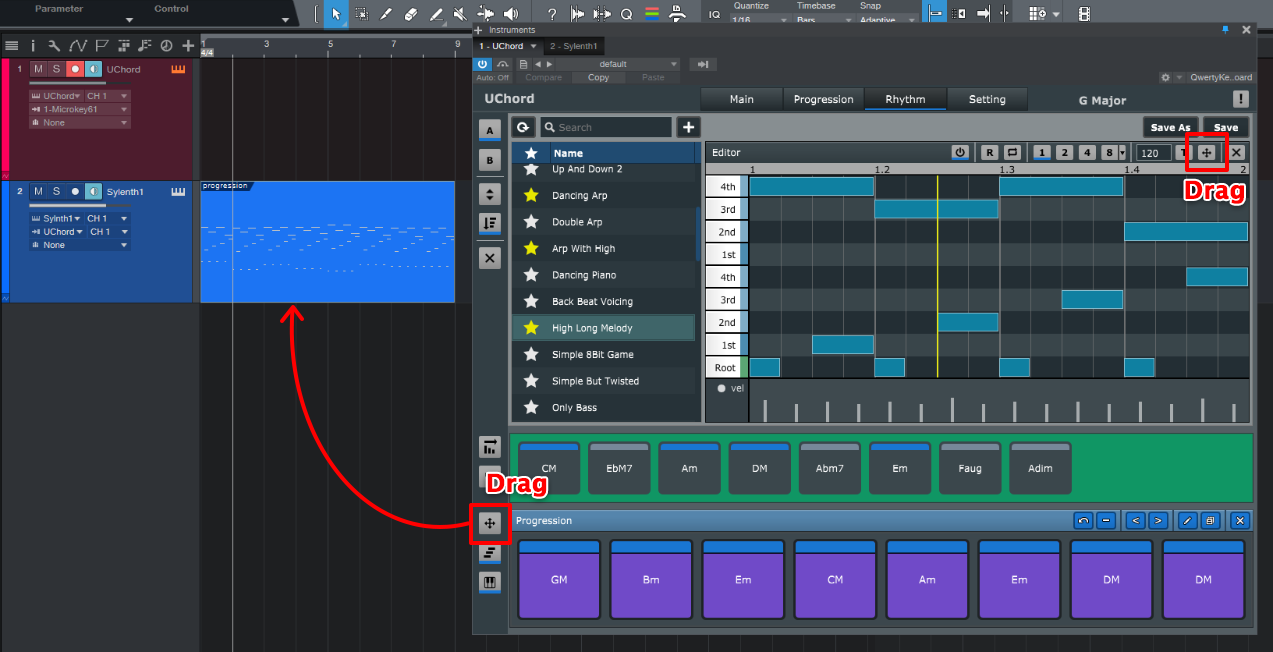 Parameter
Control
IQ
Quantize
1/16
Timebase
Bars
Snap
Adaptive
Instruments
1 - UChord
2 - Sylenth1
default
Auto: Off
Compare
Copy
Paste
QwertyKe...oard
1
3
5
7
9
4/4
1
M
S
UChord
UChord
CH 1
1-Microkey61
None
2
M
S
Sylenth1
Sylnth1
CH 1
UChord
CH 1
None
progression
UChord
Main
Progression
Rhythm
Setting
G Major
!
A
B
Search
Save As
Save
Name
Up And Down 2
Dancing Arp
Double Arp
Arp With High
Dancing Piano
Back Beat Voicing
High Long Melody
Simple 8Bit Game
Simple But Twisted
Only Bass
Editor
R
1
2
4
8
120
T
Drag
1
1.2
1.3
1.4
2
4th
3rd
2nd
1st
4th
3rd
2nd
1st
Root
vel
CM
EbM7
Am
DM
Abm7
Em
Faug
Adim
Drag
Progression
GM
Bm
Em
CM
Am
Em
DM
DM